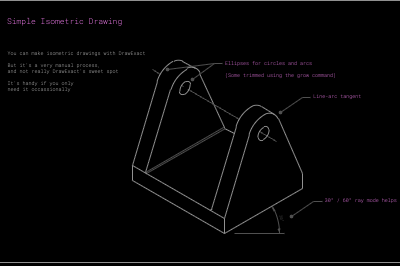 Simple Isometric Drawing
You can make isometric drawings with DrawExact
But it's a very manual process,
and not really DrawExact's sweet spot
It's handy if you only
need it occasionally
Ellipses for circles and arcs
(Some trimmed using the grow command)
Line-arc tangent
30° / 60° ray mode helps